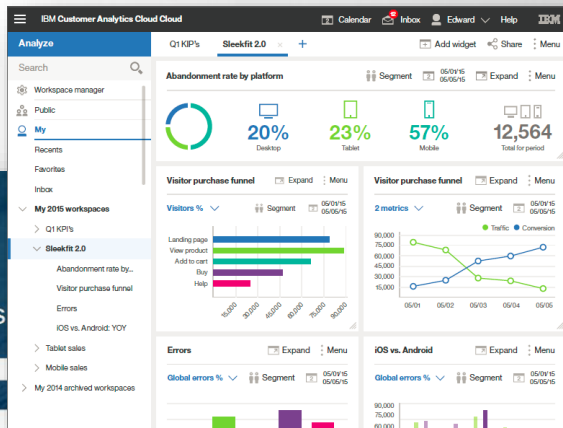 IBM Customer Analytics Cloud Cloud
Calendar Inbox Edward Help IBM
Analyze
Q1 KIP's Sleekfit 2.0 × +
Add widget Share Menu
Search
Workspace manager
Public
My
Recents
Favorites
Inbox
My 2015 workspaces
Q1 KPI's
Sleekfit 2.0
Abandonment rate by...
Visitor purchase funnel
Errors
iOS vs. Android: YOY
Tablet sales
Mobile sales
My 2014 archived workspaces
Abandonment rate by platform
Segment 05/01/15 05/05/15 Expand Menu
20% 23% 57% 12,564
Desktop Tablet Mobile Total for period
Visitor purchase funnel Expand Menu
Visitors % Segment 05/01/15 05/05/15
Landing page
View product
Add to cart
Buy
Help
15,000 30,000 45,000 60,000 75,000 90,000
Visitor purchase funnel Expand Menu
2 metrics Segment 05/01/15 05/05/15
Traffic Conversion
90,000
75,000
60,000
45,000
30,000
15,000
05/01 05/02 05/03 05/04 05/05
Errors Expand Menu
Global errors % Segment 05/01/15 05/05/15
iOS vs. Android Expand Menu
Global errors % Segment 05/01/15 05/05/15
90,000
75,000
60,000